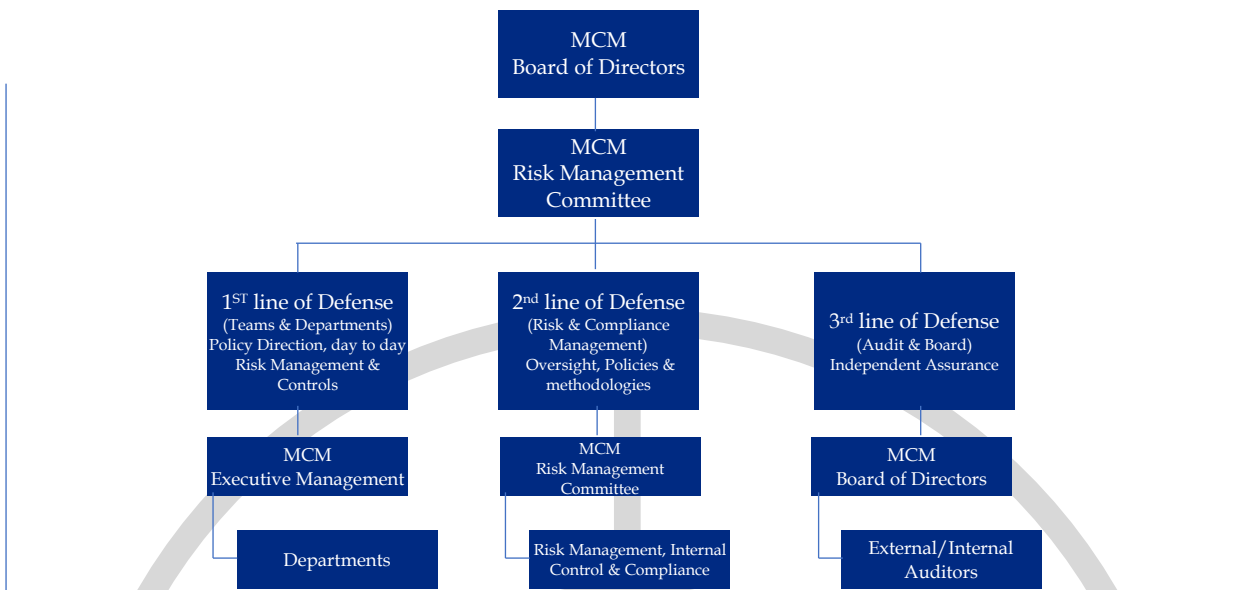 MCM
Board of Directors
MCM
Risk Management
Committee
1ST line of Defense
(Teams & Departments)
Policy Direction, day to day
Risk Management &
Controls
2nd line of Defense
(Risk & Compliance
Management)
Oversight, Policies &
methodologies
3rd line of Defense
(Audit & Board)
Independent Assurance
MCM
Executive Management
MCM
Risk Management
Committee
MCM
Board of Directors
Departments
Risk Management, Internal
Control & Compliance
External/Internal
Auditors